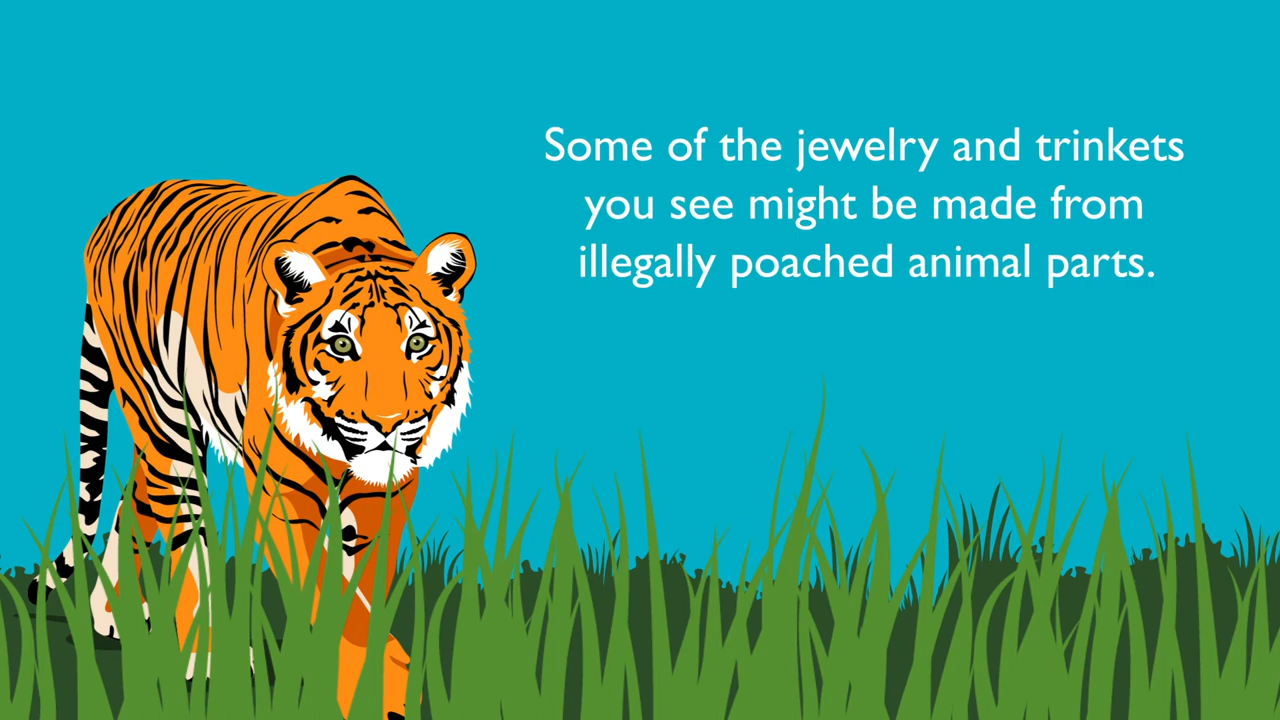 Some of the jewelry and trinkets
you see might be made from
illegally poached animal parts.